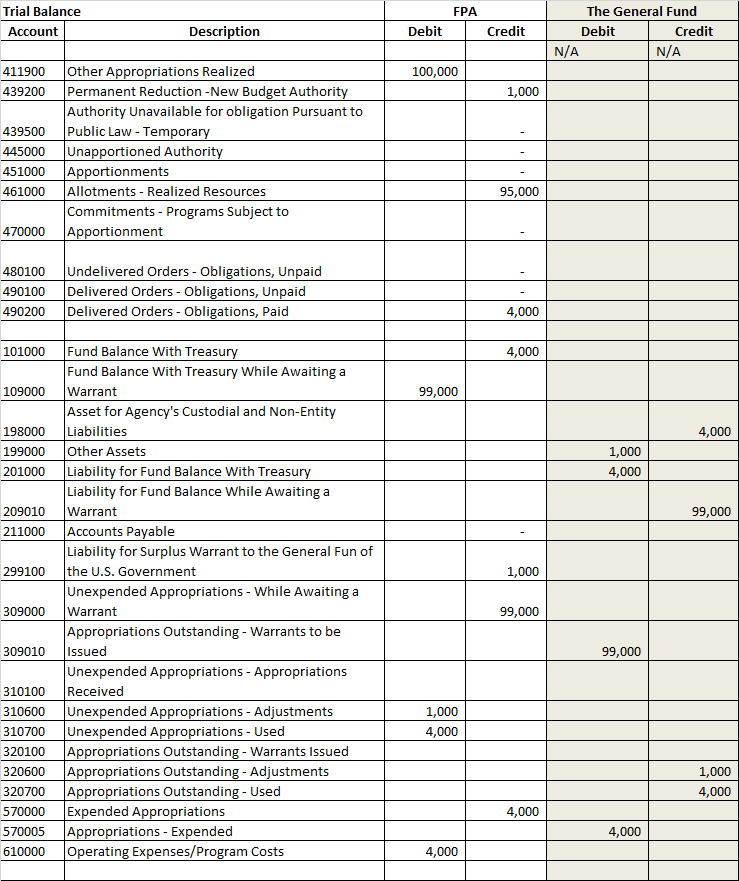 Trial Balance FPA The General Fund
Account Description Debit Credit Debit Credit
N/A N/A
411900 Other Appropriations Realized 100,000
439200 Permanent Reduction -New Budget Authority 1,000
Authority Unavailable for obligation Pursuant to
439500 Public Law - Temporary -
445000 Unapportioned Authority -
451000 Apportionments -
461000 Allotments - Realized Resources 95,000
Commitments - Programs Subject to
470000 Apportionment -
480100 Undelivered Orders - Obligations, Unpaid -
490100 Delivered Orders - Obligations, Unpaid -
490200 Delivered Orders - Obligations, Paid 4,000
101000 Fund Balance With Treasury 4,000
Fund Balance With Treasury While Awaiting a
109000 Warrant 99,000
Asset for Agency's Custodial and Non-Entity
198000 Liabilities 4,000
199000 Other Assets 1,000
201000 Liability for Fund Balance With Treasury 4,000
Liability for Fund Balance While Awaiting a
209010 Warrant 99,000
211000 Accounts Payable -
Liability for Surplus Warrant to the General Fun of
299100 the U.S. Government 1,000
Unexpended Appropriations - While Awaiting a
309000 Warrant 99,000
Appropriations Outstanding - Warrants to be
309010 Issued 99,000
Unexpended Appropriations - Appropriations
310100 Received
310600 Unexpended Appropriations - Adjustments 1,000
310700 Unexpended Appropriations - Used 4,000
320100 Appropriations Outstanding - Warrants Issued
320600 Appropriations Outstanding - Adjustments 1,000
320700 Appropriations Outstanding - Used 4,000
570000 Expended Appropriations 4,000
570005 Appropriations - Expended 4,000
610000 Operating Expenses/Program Costs 4,000